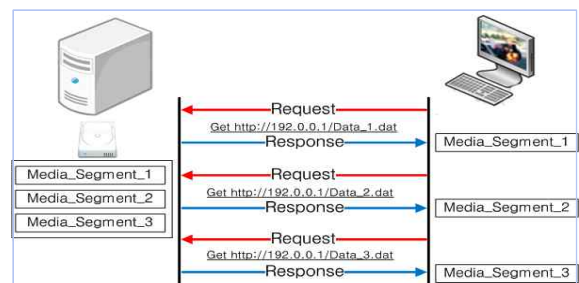 Request
Get http://192.0.0.1/Data_1.dat
Response
Media_Segment_1
Media_Segment_1
Request
Media_Segment_2
Get http://192.0.0.1/Data_2.dat
Response
Media_Segment_2
Media_Segment_3
Request
Get http://192.0.0.1/Data_3.dat
Response
Media_Segment_3